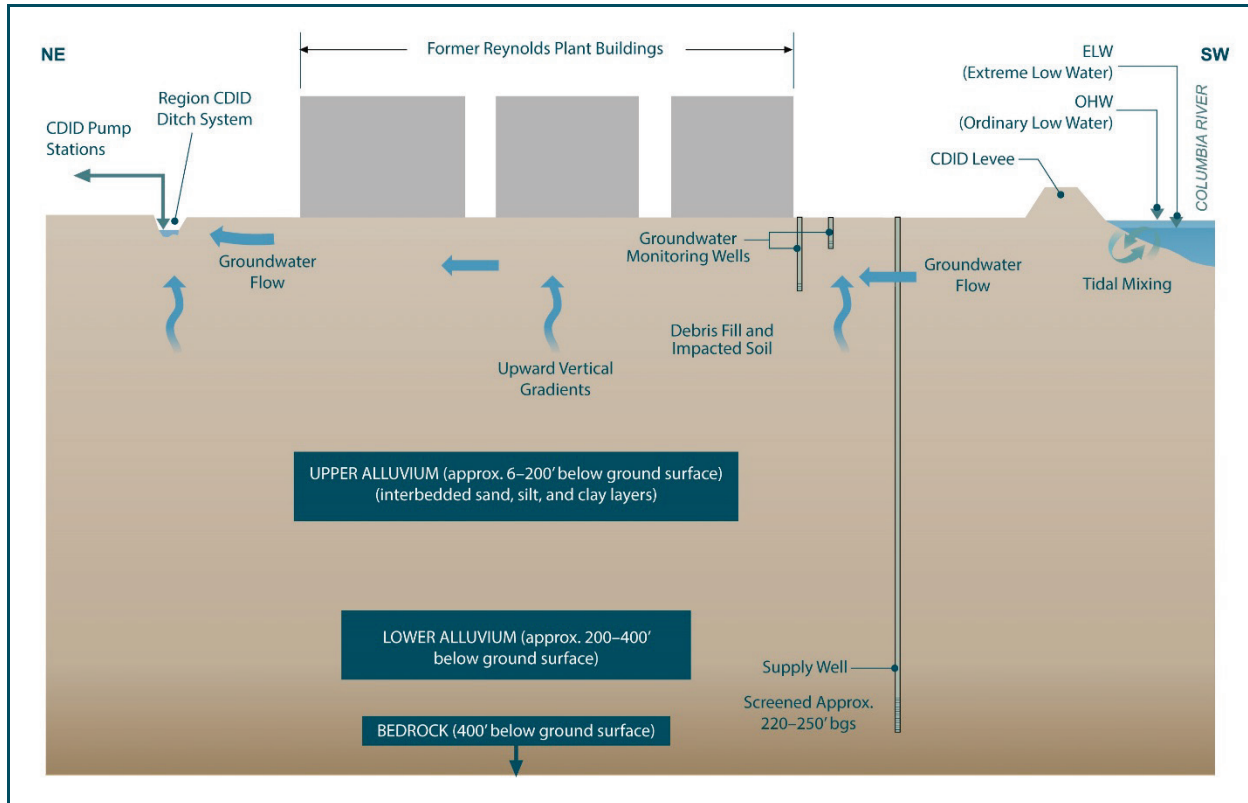 NE
Former Reynolds Plant Buildings
ELW
(Extreme Low Water)
SW
OHW
(Ordinary Low Water)
COLUMBIA RIVER
Region CDID
Ditch System
CDID Pump
Stations
CDID Levee
Groundwater
Flow
Groundwater
Monitoring Wells
Groundwater
Flow
Tidal Mixing
Debris Fill and
Impacted Soil
Upward Vertical
Gradients
UPPER ALLUVIUM (approx. 6–200' below ground surface)
(interbedded sand, silt, and clay layers)
LOWER ALLUVIUM (approx. 200–400'
below ground surface)
Supply Well
Screened Approx.
220–250' bgs
BEDROCK (400' below ground surface)